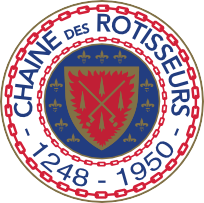 CHAINE DES ROTISSEURS
- 1248 - 1950 -